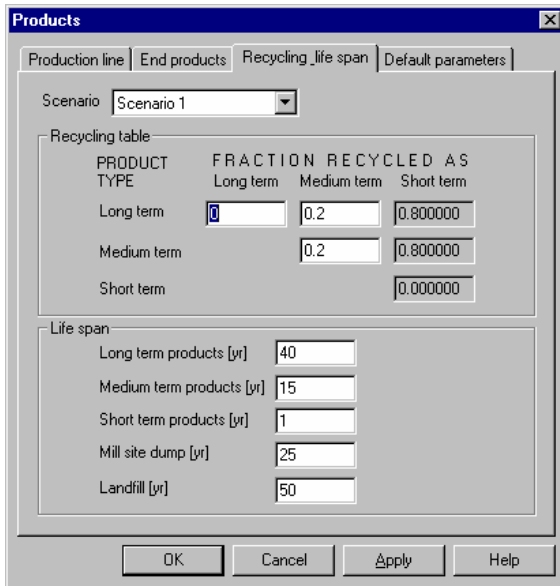 Products
Production line End products Recycling_life span Default parameters
Scenario Scenario 1
Recycling table
PRODUCT TYPE FRACTION RECYCLED AS
Long term Medium term Short term
Long term 0 0.2 0.800000
Medium term 0.2 0.800000
Short term 0.000000
Life span
Long term products [yr] 40
Medium term products [yr] 15
Short term products [yr] 1
Mill site dump [yr] 25
Landfill [yr] 50
OK Cancel Apply Help